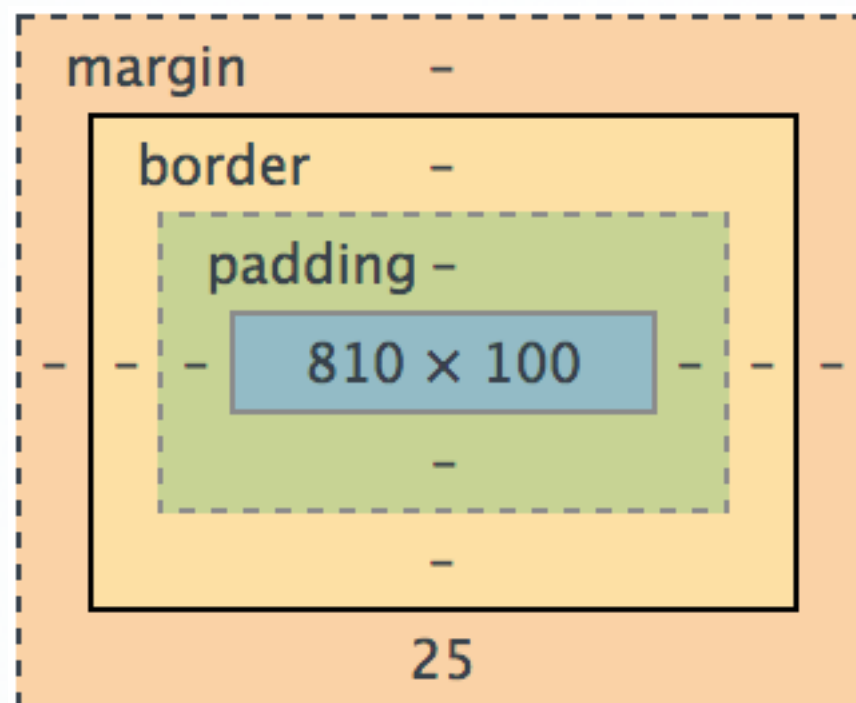 margin –
border –
padding –
– – – 810 × 100 – – –
–
–
25